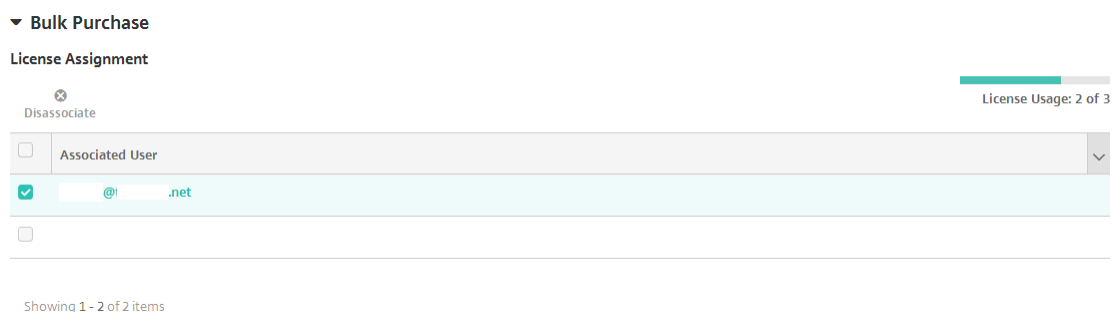 Bulk Purchase
License Assignment
Disassociate
License Usage: 2 of 3
Associated User
@ .net
Showing 1 - 2 of 2 items